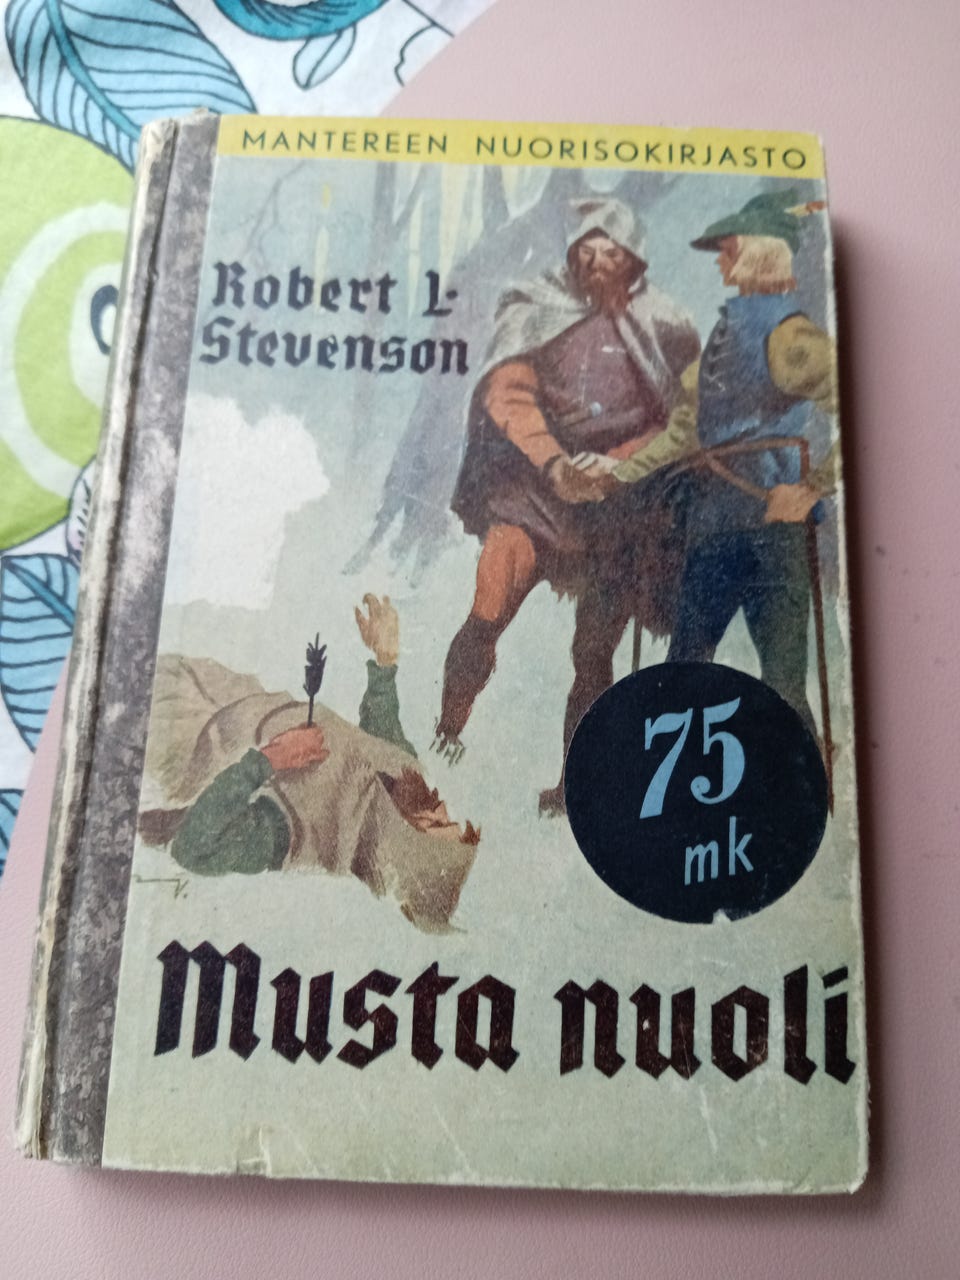 MANTEREEN NUORISOKIRJASTO
Robert L.
Stevenson
75
mk
Musta nuoli